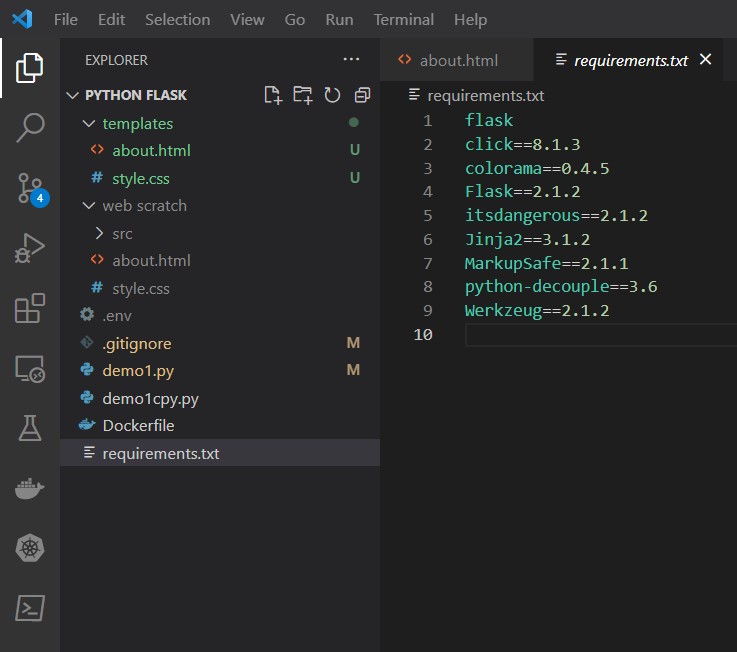 File Edit Selection View Go Run Terminal Help
EXPLORER ...
about.html
requirements.txt
PYTHON FLASK
templates
about.html U
style.css U
web scratch
src
about.html
style.css
.env
.gitignore M
demo1.py M
demo1cpy.py
Dockerfile
requirements.txt
4
requirements.txt
1 flask
2 click==8.1.3
3 colorama==0.4.5
4 Flask==2.1.2
5 itsdangerous==2.1.2
6 Jinja2==3.1.2
7 MarkupSafe==2.1.1
8 python-decouple==3.6
9 Werkzeug==2.1.2
10